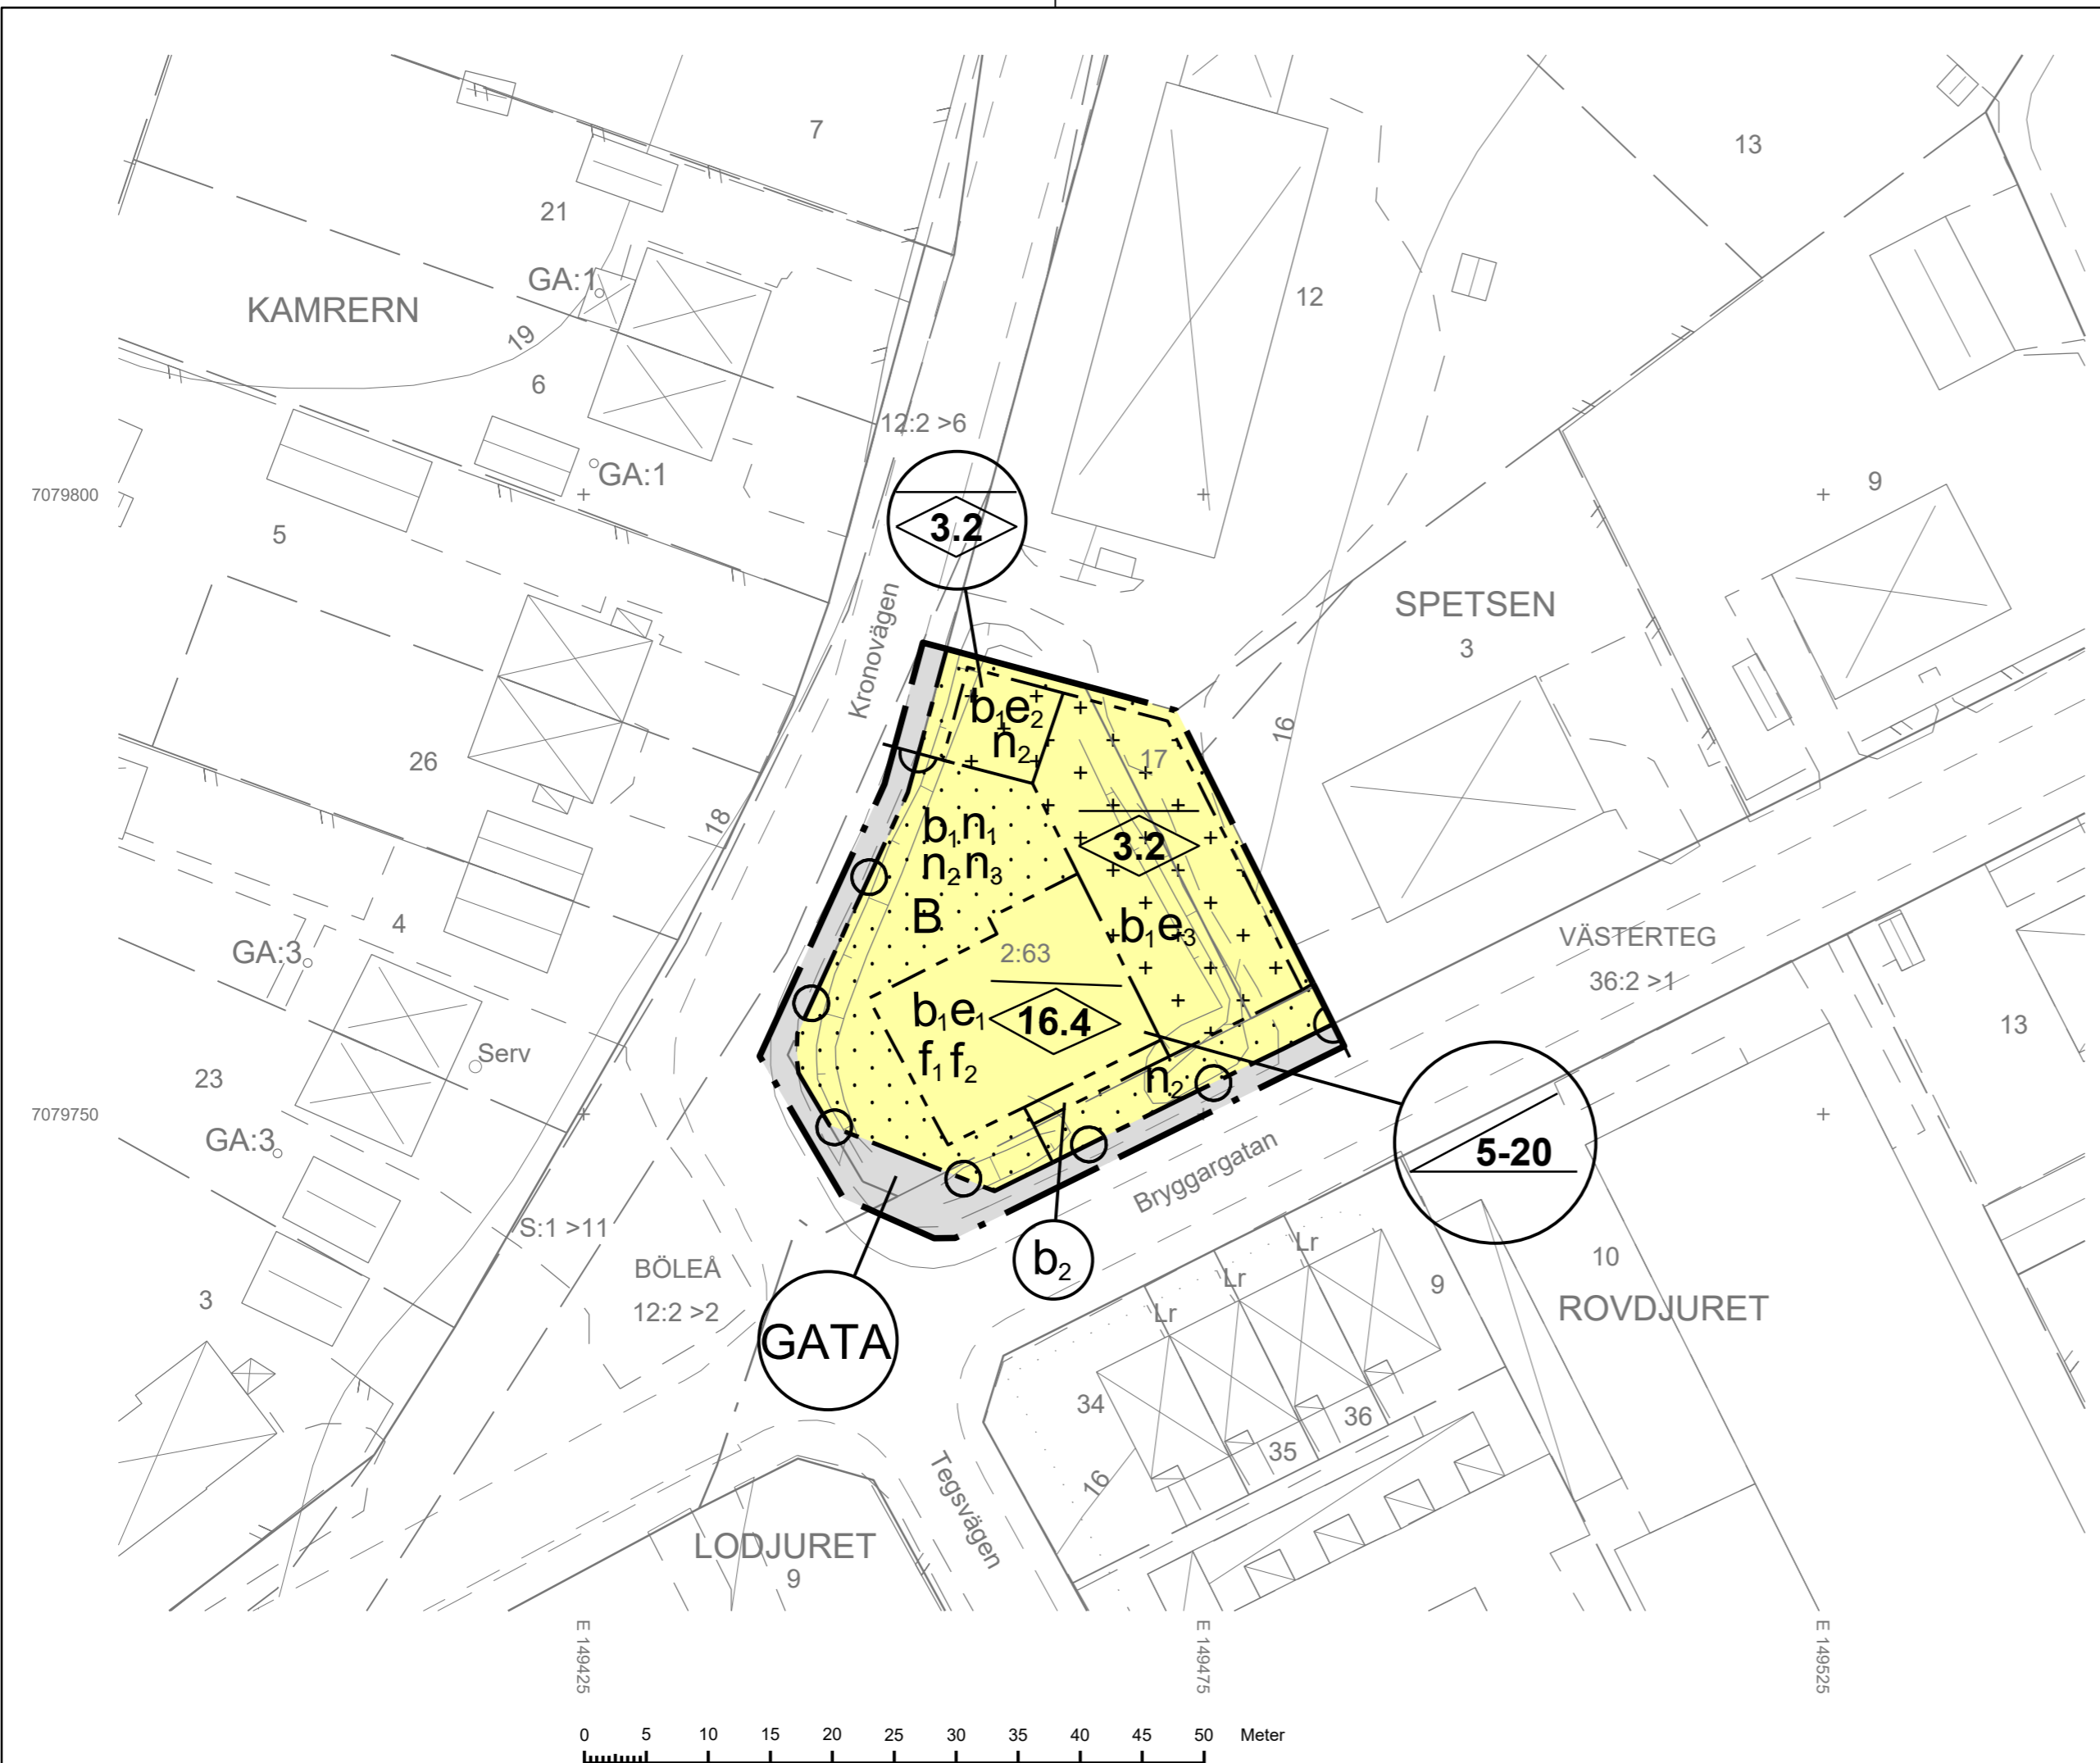 7
13
21
GA:1
KAMRERN
12
19
6
12:2 >6
GA:1
9
7079800
3.2
5
Kronovägen
SPETSEN
3
b₁e₂
n₂
16
17
26
18
b₁n₁
3.2
n₂n₃
B
4
b₁e₃
VÄSTERTEG
GA:3
2:63
36:2 >1
b₁e₁
16.4
13
Serv
f₁f₂
23
n₂
7079750
GA:3
5-20
Bryggargatan
S:1 >11
Lr
b₂
10
BÖLEÅ
Lr
9
3
12:2 >2
Lr
ROVDJURET
GATA
34
36
35
16
Tegsvägen
LODJURET
9
E 149425
E 149475
E 149525
0 5 10 15 20 25 30 35 40 45 50 Meter